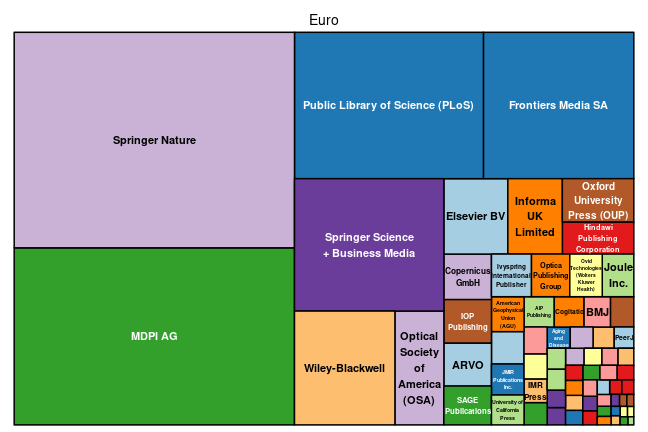 Euro
Springer Nature
MDPI AG
Public Library of Science (PLoS)
Frontiers Media SA
Springer Science
+ Business Media
Wiley-Blackwell
Optical
Society
of
America
(OSA)
Elsevier BV
Informa
UK
Limited
Oxford
University
Press (OUP)
Hindawi
Publishing
Corporation
Copernicus
GmbH
Ivyspring
International
Publisher
Optica
Publishing
Group
Ovid
Technologies
(Wolters
Kluwer
Health)
Joule
Inc.
IOP
Publishing
American
Geophysical
Union
(AGU)
AIP
Publishing
Cogitatio
BMJ
ARVO
Aging
and
Disease
PeerJ
JMIR
Publications
Inc.
IMR
Press
SAGE
Publications
University of
California
Press